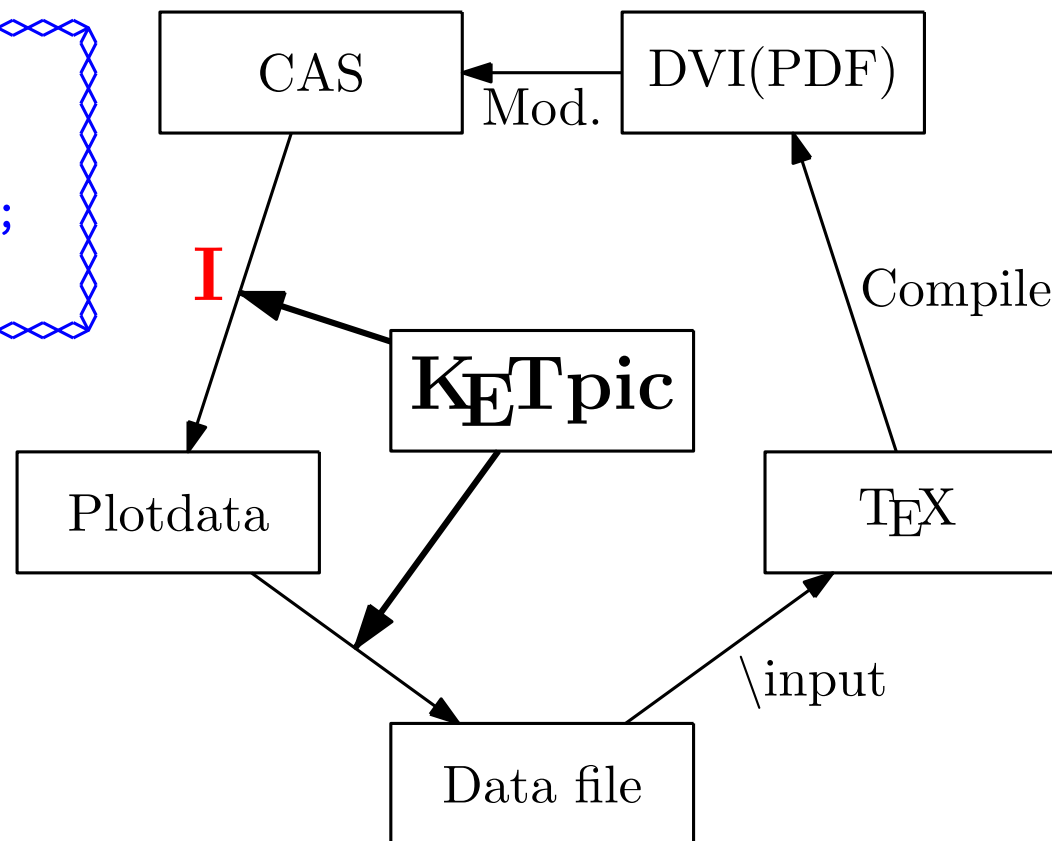 CAS
DVI(PDF)
Mod.
;
I
Compile
KETpic
Plotdata
TEX
\input
Data file